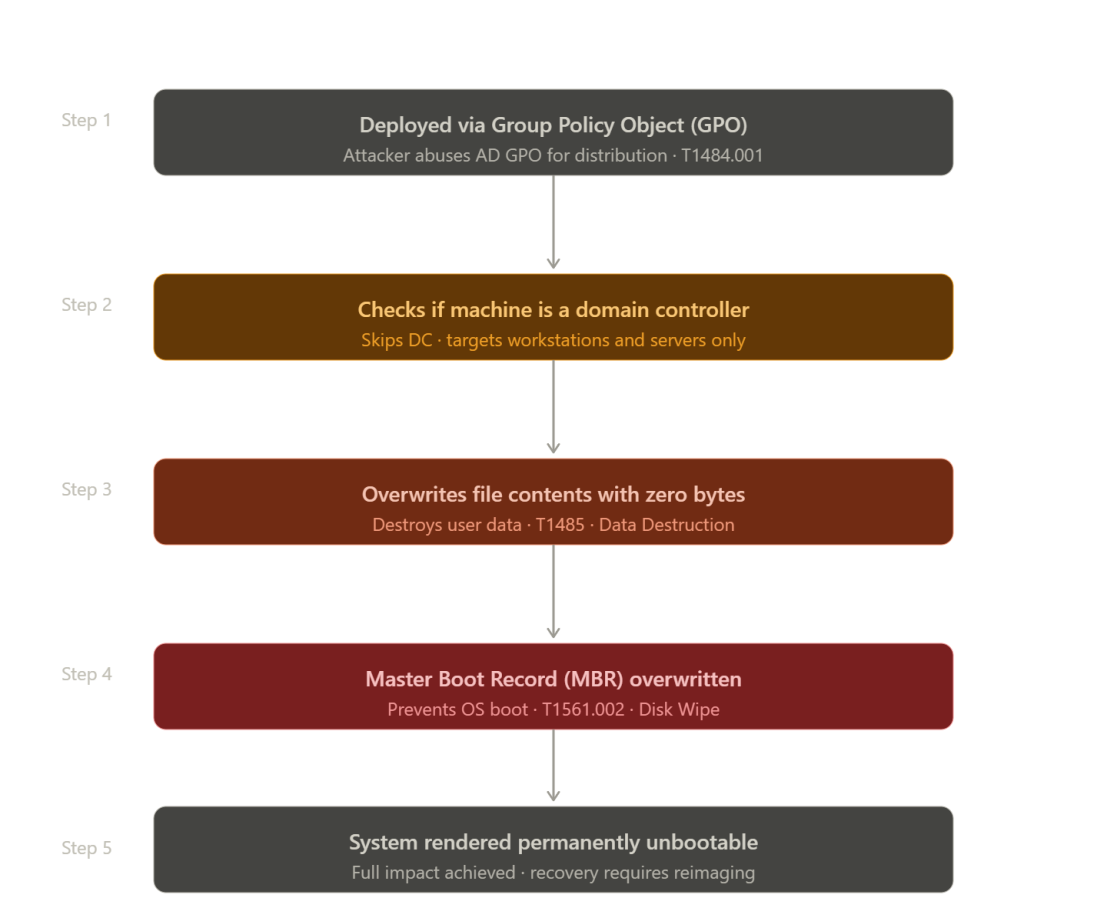 Step 1
Deployed via Group Policy Object (GPO)
Attacker abuses AD GPO for distribution · T1484.001
Step 2
Checks if machine is a domain controller
Skips DC · targets workstations and servers only
Step 3
Overwrites file contents with zero bytes
Destroys user data · T1485 · Data Destruction
Step 4
Master Boot Record (MBR) overwritten
Prevents OS boot · T1561.002 · Disk Wipe
Step 5
System rendered permanently unbootable
Full impact achieved · recovery requires reimaging